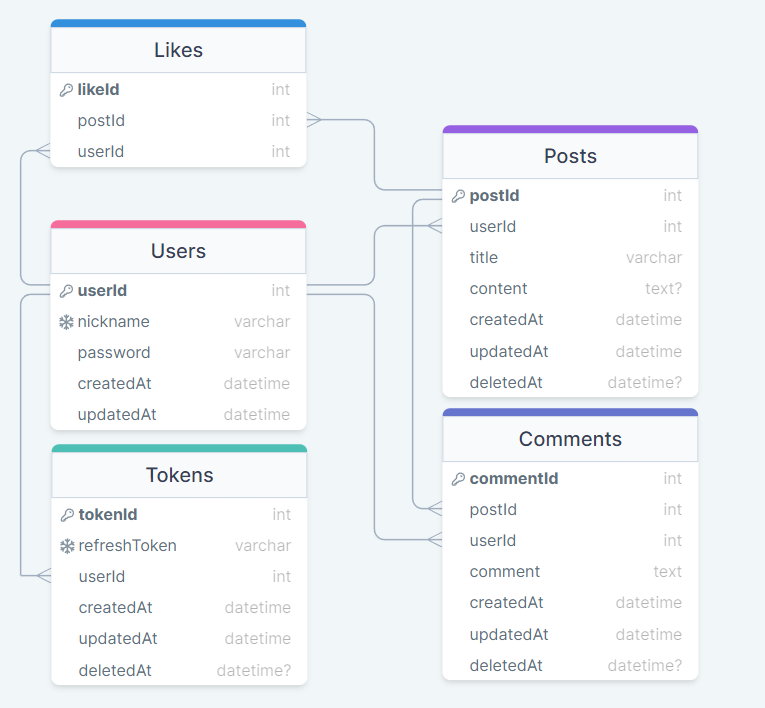 Likes
likeId int
postId int
userId int
Users
userId int
nickname varchar
password varchar
createdAt datetime
updatedAt datetime
Tokens
tokenId int
refreshToken varchar
userId int
createdAt datetime
updatedAt datetime
deletedAt datetime?
Posts
postId int
userId int
title varchar
content text?
createdAt datetime
updatedAt datetime
deletedAt datetime?
Comments
commentId int
postId int
userId int
comment text
createdAt datetime
updatedAt datetime
deletedAt datetime?